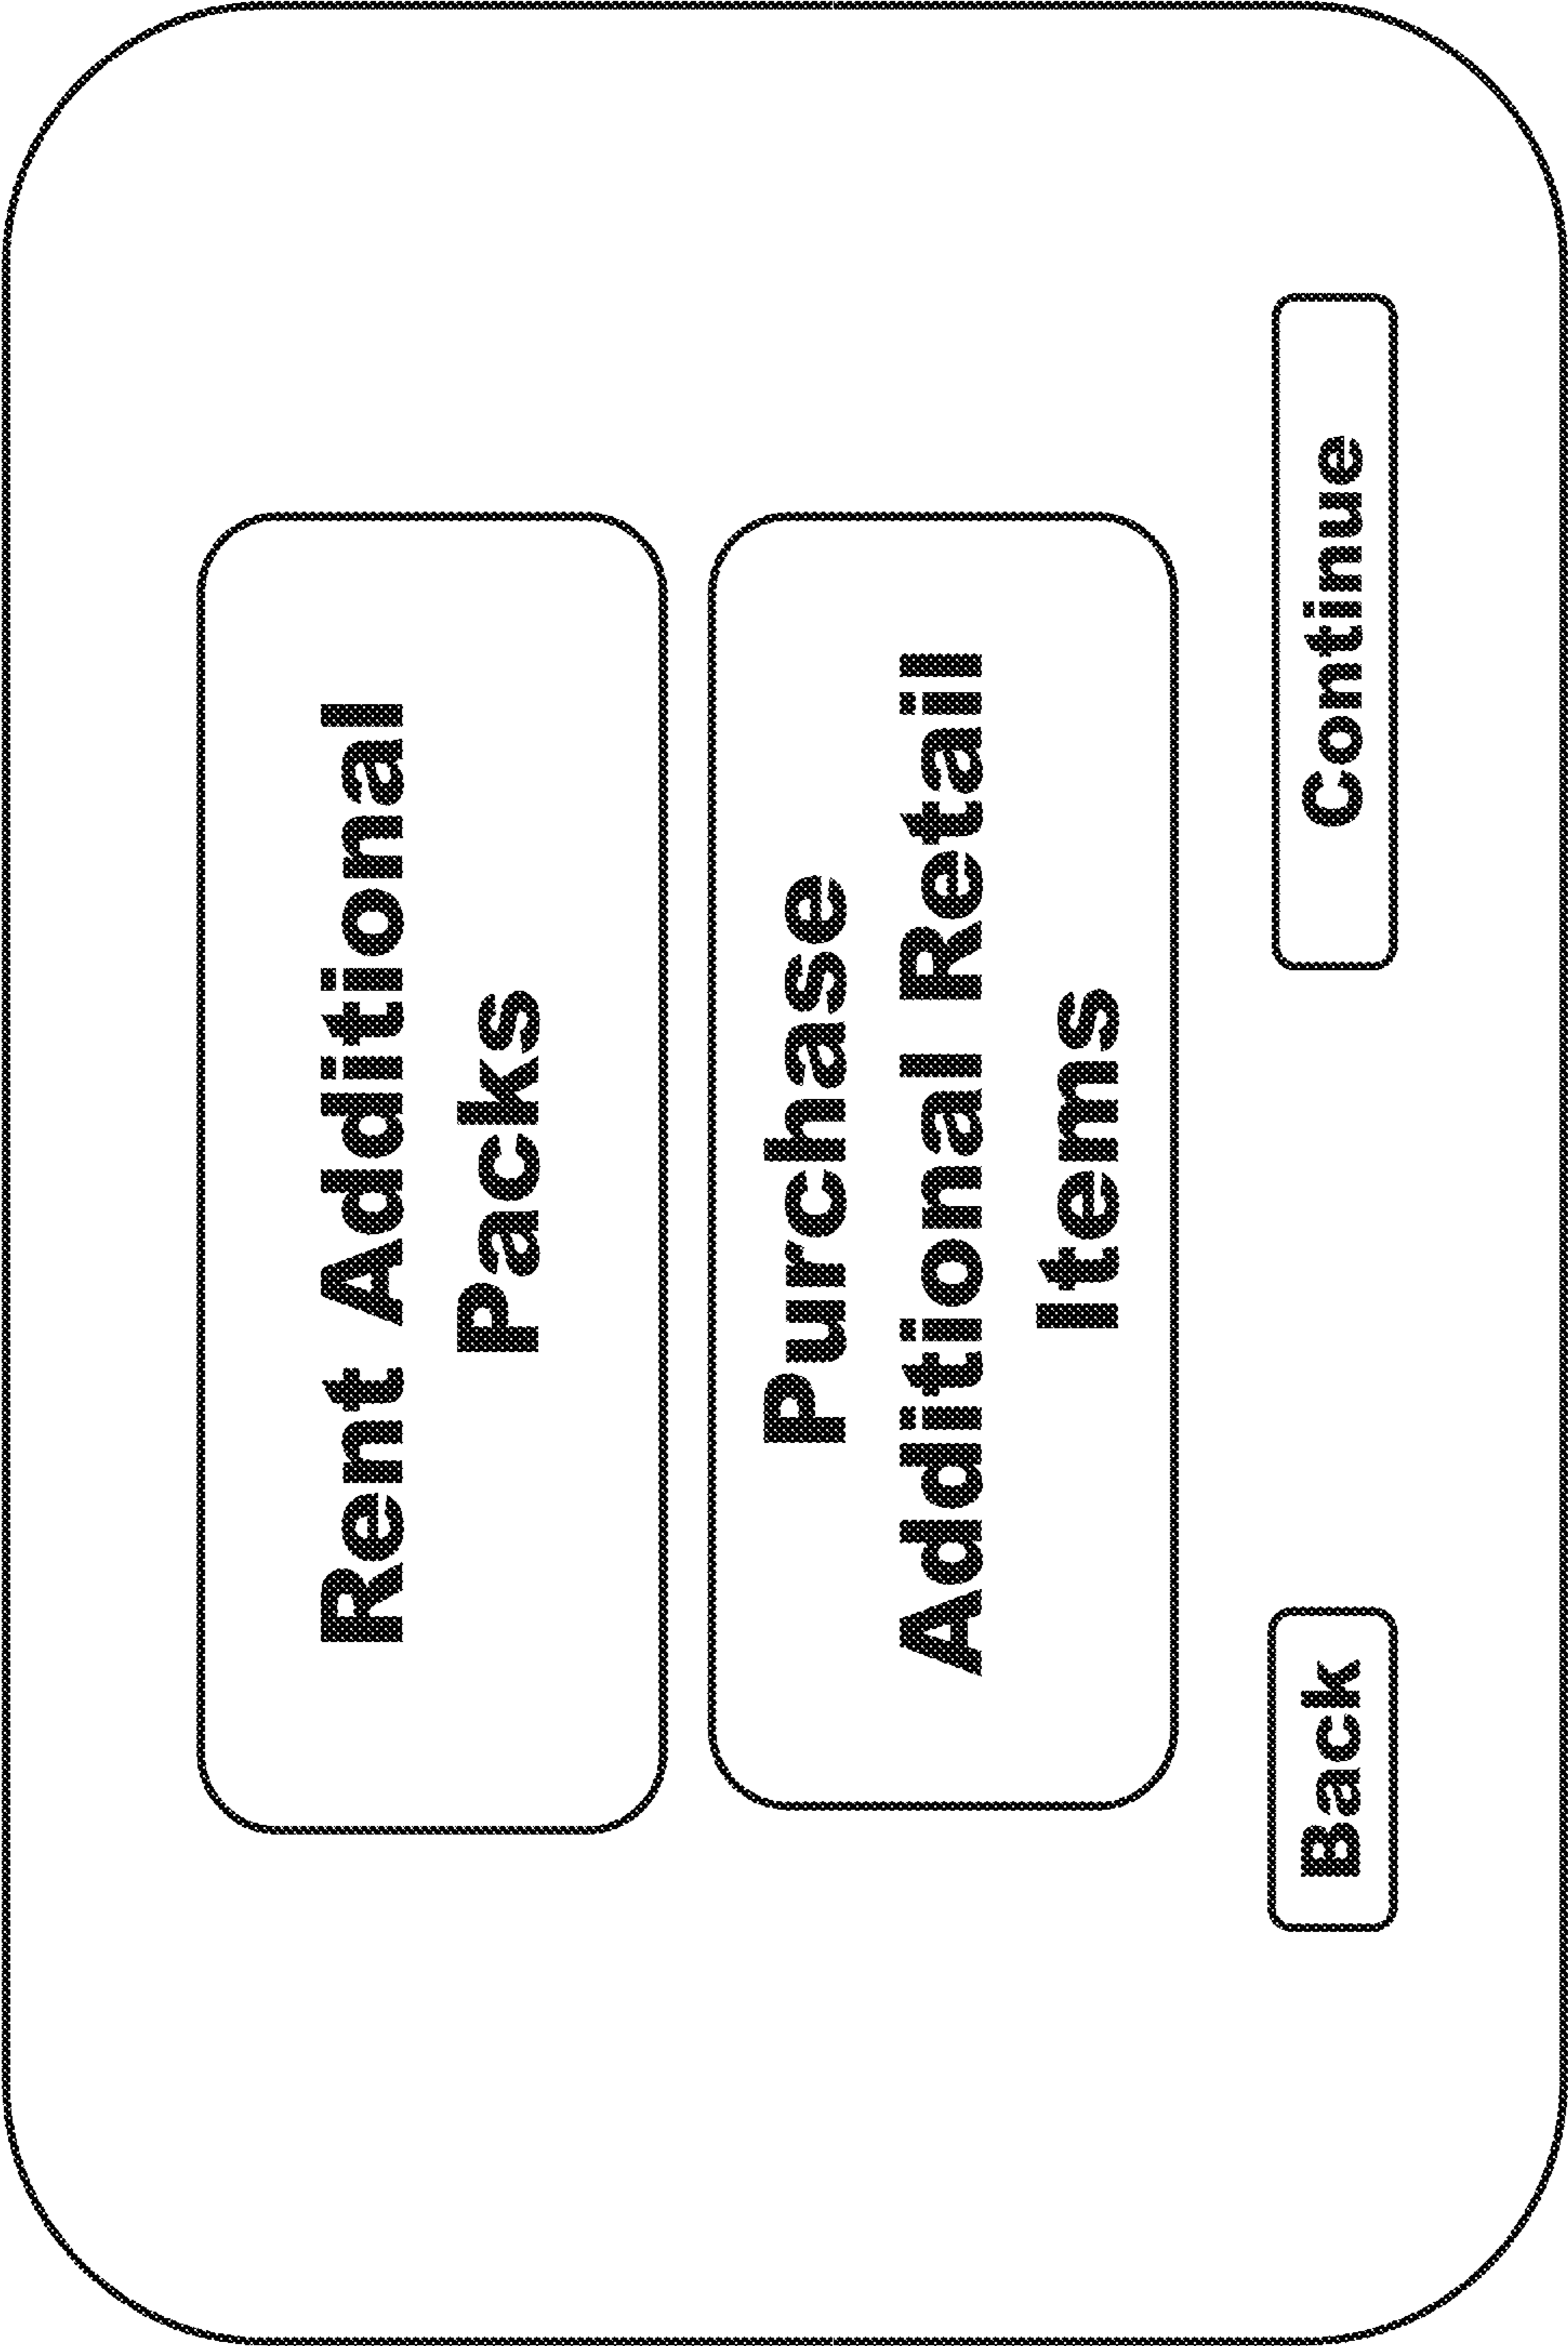 Rent Additional
Packs
Purchase
Additional Retail
Items
Back
Continue